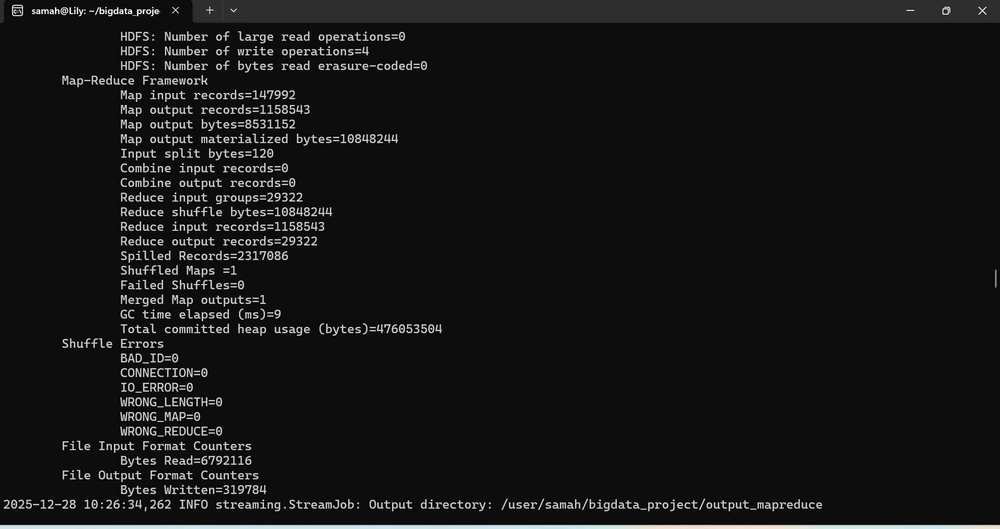 samah@Lily: ~/bigdata_proje
HDFS: Number of large read operations=0
HDFS: Number of write operations=4
HDFS: Number of bytes read erasure-coded=0
Map-Reduce Framework
Map input records=147992
Map output records=1158543
Map output bytes=8531152
Map output materialized bytes=10848244
Input split bytes=120
Combine input records=0
Combine output records=0
Reduce input groups=29322
Reduce shuffle bytes=10848244
Reduce input records=1158543
Reduce output records=29322
Spilled Records=2317086
Shuffled Maps =1
Failed Shuffles=0
Merged Map outputs=1
GC time elapsed (ms)=9
Total committed heap usage (bytes)=476053504
Shuffle Errors
BAD_ID=0
CONNECTION=0
IO_ERROR=0
WRONG_LENGTH=0
WRONG_MAP=0
WRONG_REDUCE=0
File Input Format Counters
Bytes Read=6792116
File Output Format Counters
Bytes Written=319784
2025-12-28 10:26:34,262 INFO streaming.StreamJob: Output directory: /user/samah/bigdata_project/output_mapreduce